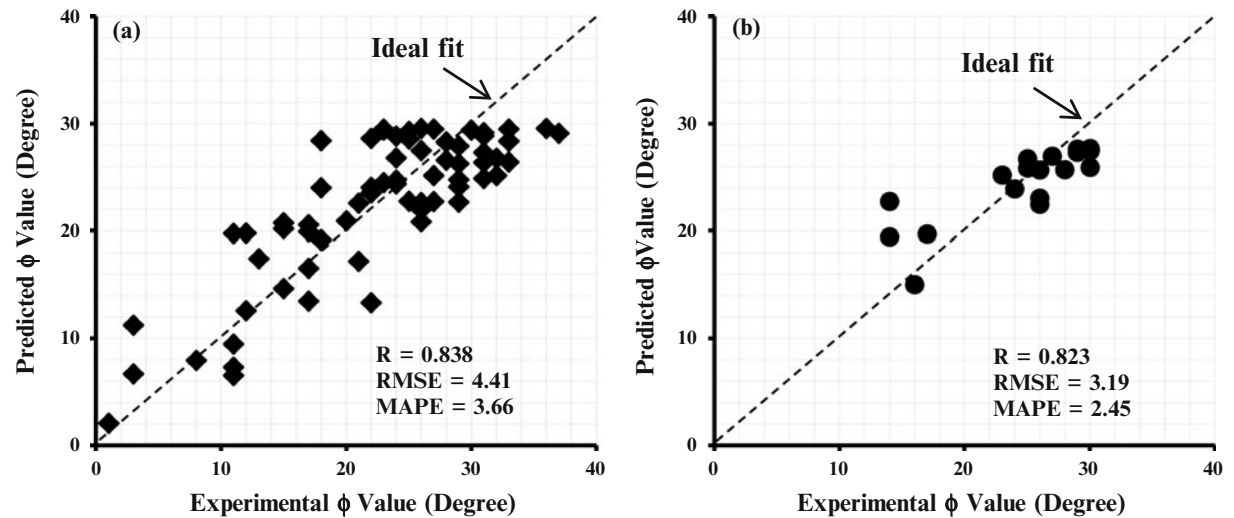 (a)
Ideal fit
R = 0.838
RMSE = 4.41
MAPE = 3.66
Predicted ϕ Value (Degree)
40
30
20
10
0
0 10 20 30 40
Experimental ϕ Value (Degree)
(b)
Ideal fit
R = 0.823
RMSE = 3.19
MAPE = 2.45
Predicted ϕValue (Degree)
40
30
20
10
0
0 10 20 30 40
Experimental ϕ Value (Degree)